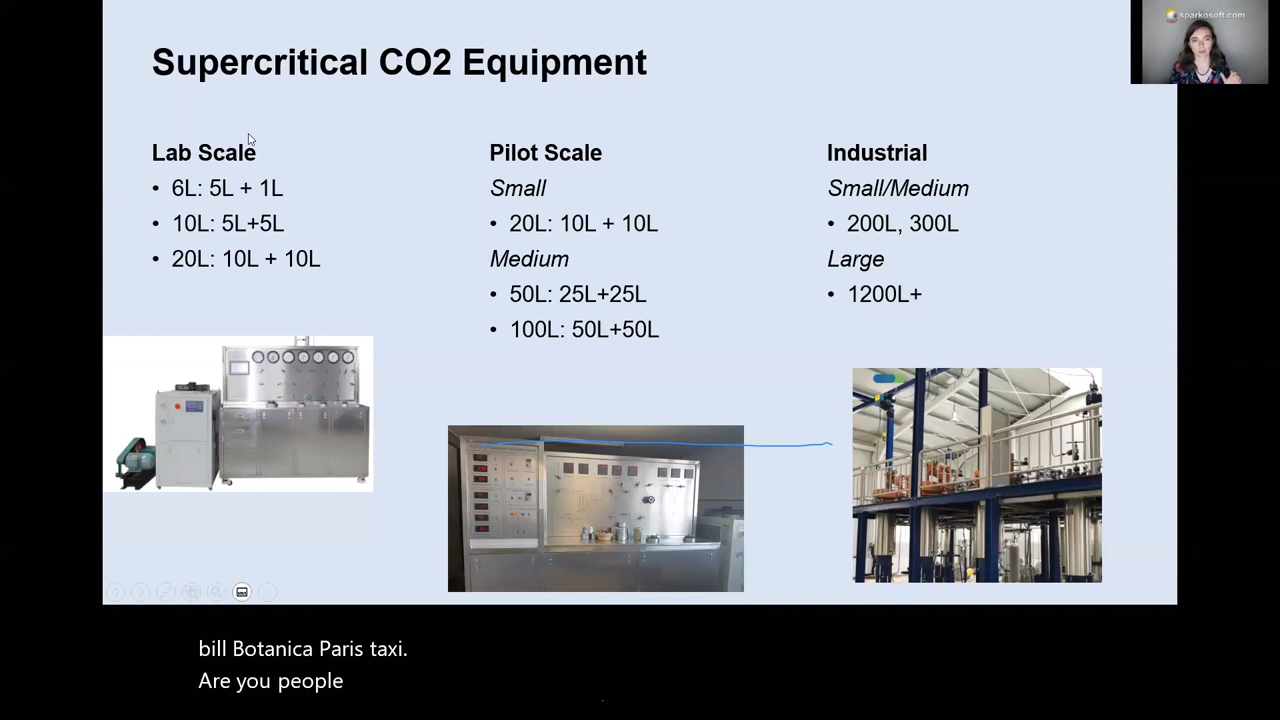 sparkosoft.com
Supercritical CO2 Equipment
Lab Scale
• 6L: 5L + 1L
• 10L: 5L+5L
• 20L: 10L + 10L
Pilot Scale
Small
• 20L: 10L + 10L
Medium
• 50L: 25L+25L
• 100L: 50L+50L
Industrial
Small/Medium
• 200L, 300L
Large
• 1200L+
bill Botanica Paris taxi.
Are you people